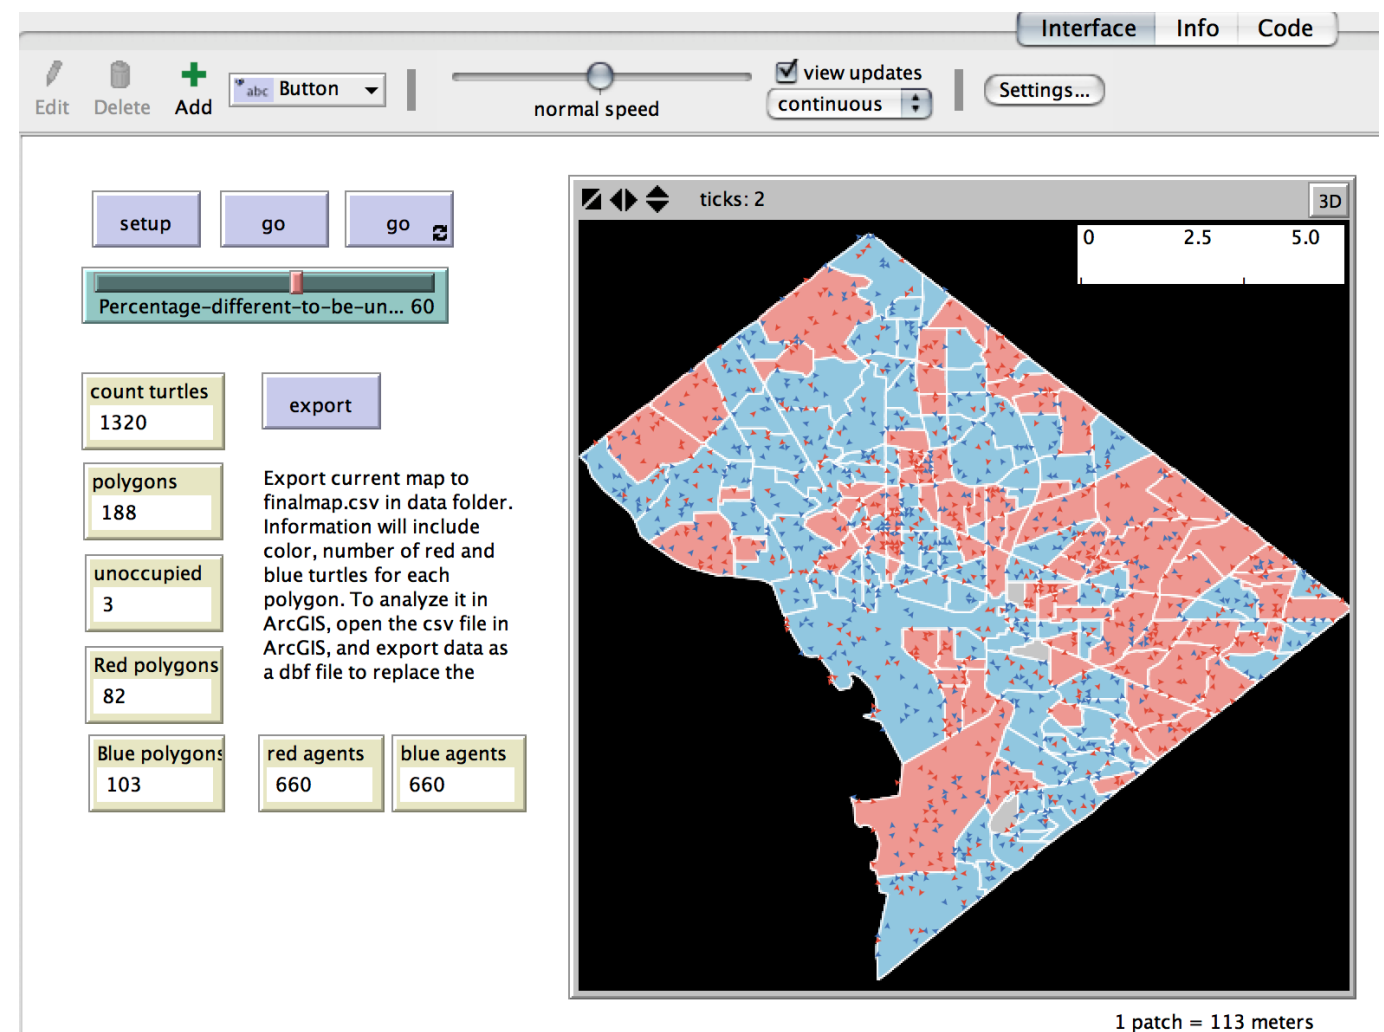 Interface Info Code
Edit Delete Add abc Button normal speed view updates continuous Settings...
setup go go
Percentage-different-to-be-un... 60
count turtles
1320
export
polygons
188
unoccupied
3
Red polygons
82
Blue polygons
103
red agents
660
blue agents
660
Export current map to
finalmap.csv in data folder.
Information will include
color, number of red and
blue turtles for each
polygon. To analyze it in
ArcGIS, open the csv file in
ArcGIS, and export data as
a dbf file to replace the
ticks: 2 3D
0 2.5 5.0
1 patch = 113 meters